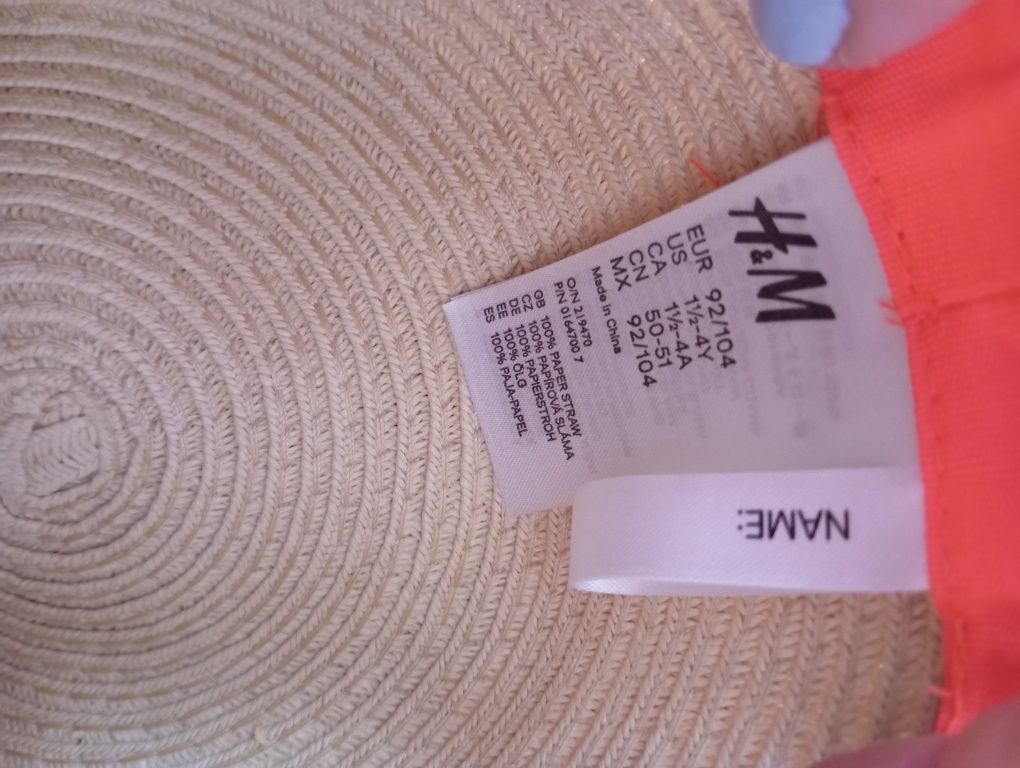 H&M
EUR 92/104
US 1½-4Y
CA 1½-4A
CN 50-51
MX 92/104
Made in China
O/N 219470
P/N 0164700 7
GB 100% PAPER STRAW
CZ 100% PAPÍROVÁ SLÁMA
DE 100% PAPIERSTROH
EE 100% ÕLG
ES 100% PAJA-PAPEL
NAME: